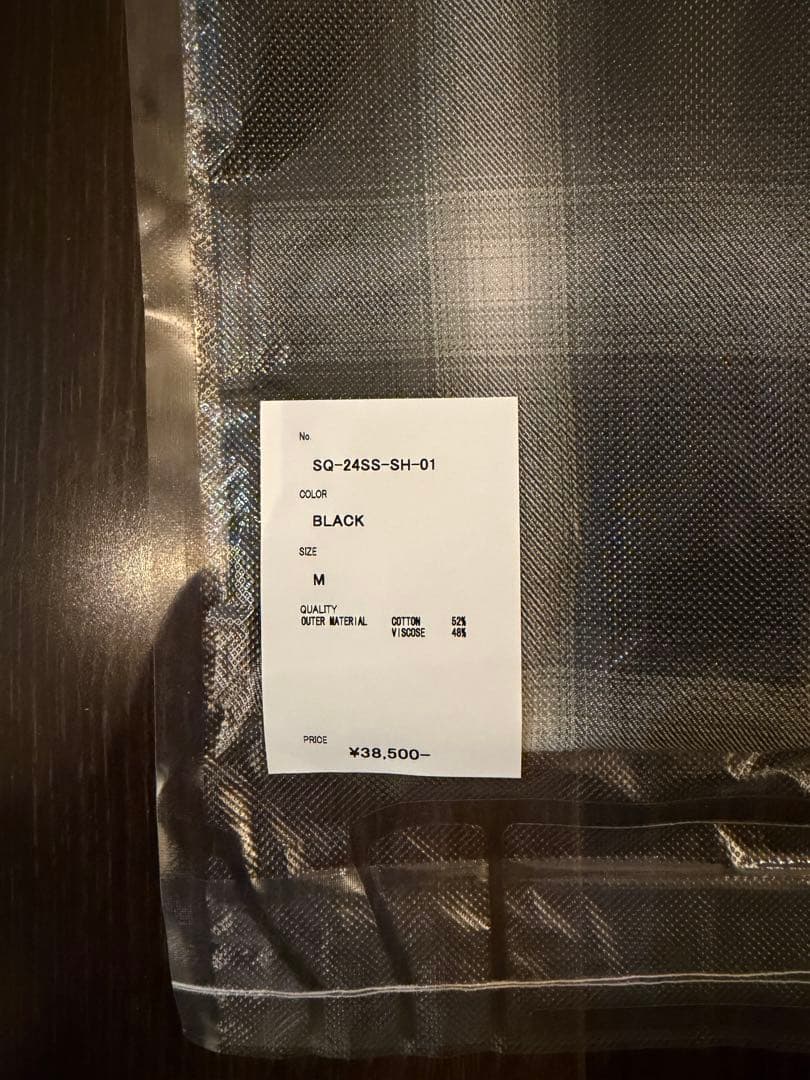 No.
SQ-24SS-SH-01
COLOR
BLACK
SIZE
M
QUALITY
OUTER MATERIAL COTTON 52%
VISCOSE 48%
PRICE
¥38,500−